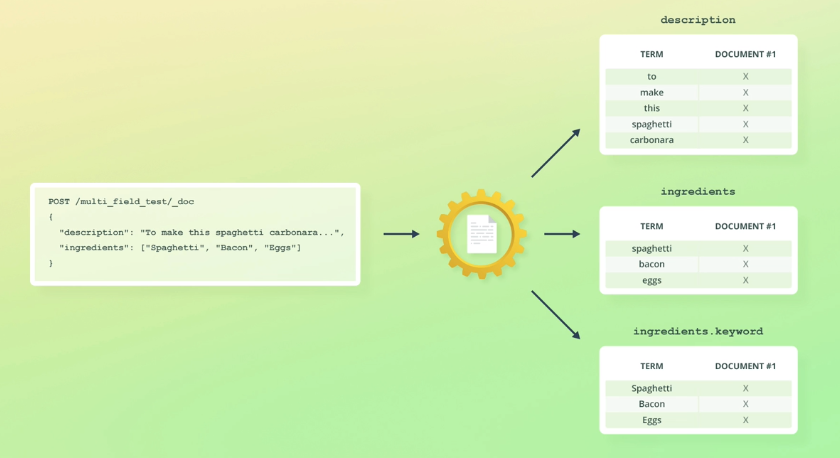 description
TERM DOCUMENT #1
to X
make X
this X
spaghetti X
carbonara X
POST /multi_field_test/_doc
{
"description": "To make this spaghetti carbonara...",
"ingredients": ["Spaghetti", "Bacon", "Eggs"]
}
ingredients
TERM DOCUMENT #1
spaghetti X
bacon X
eggs X
ingredients.keyword
TERM DOCUMENT #1
Spaghetti X
Bacon X
Eggs X